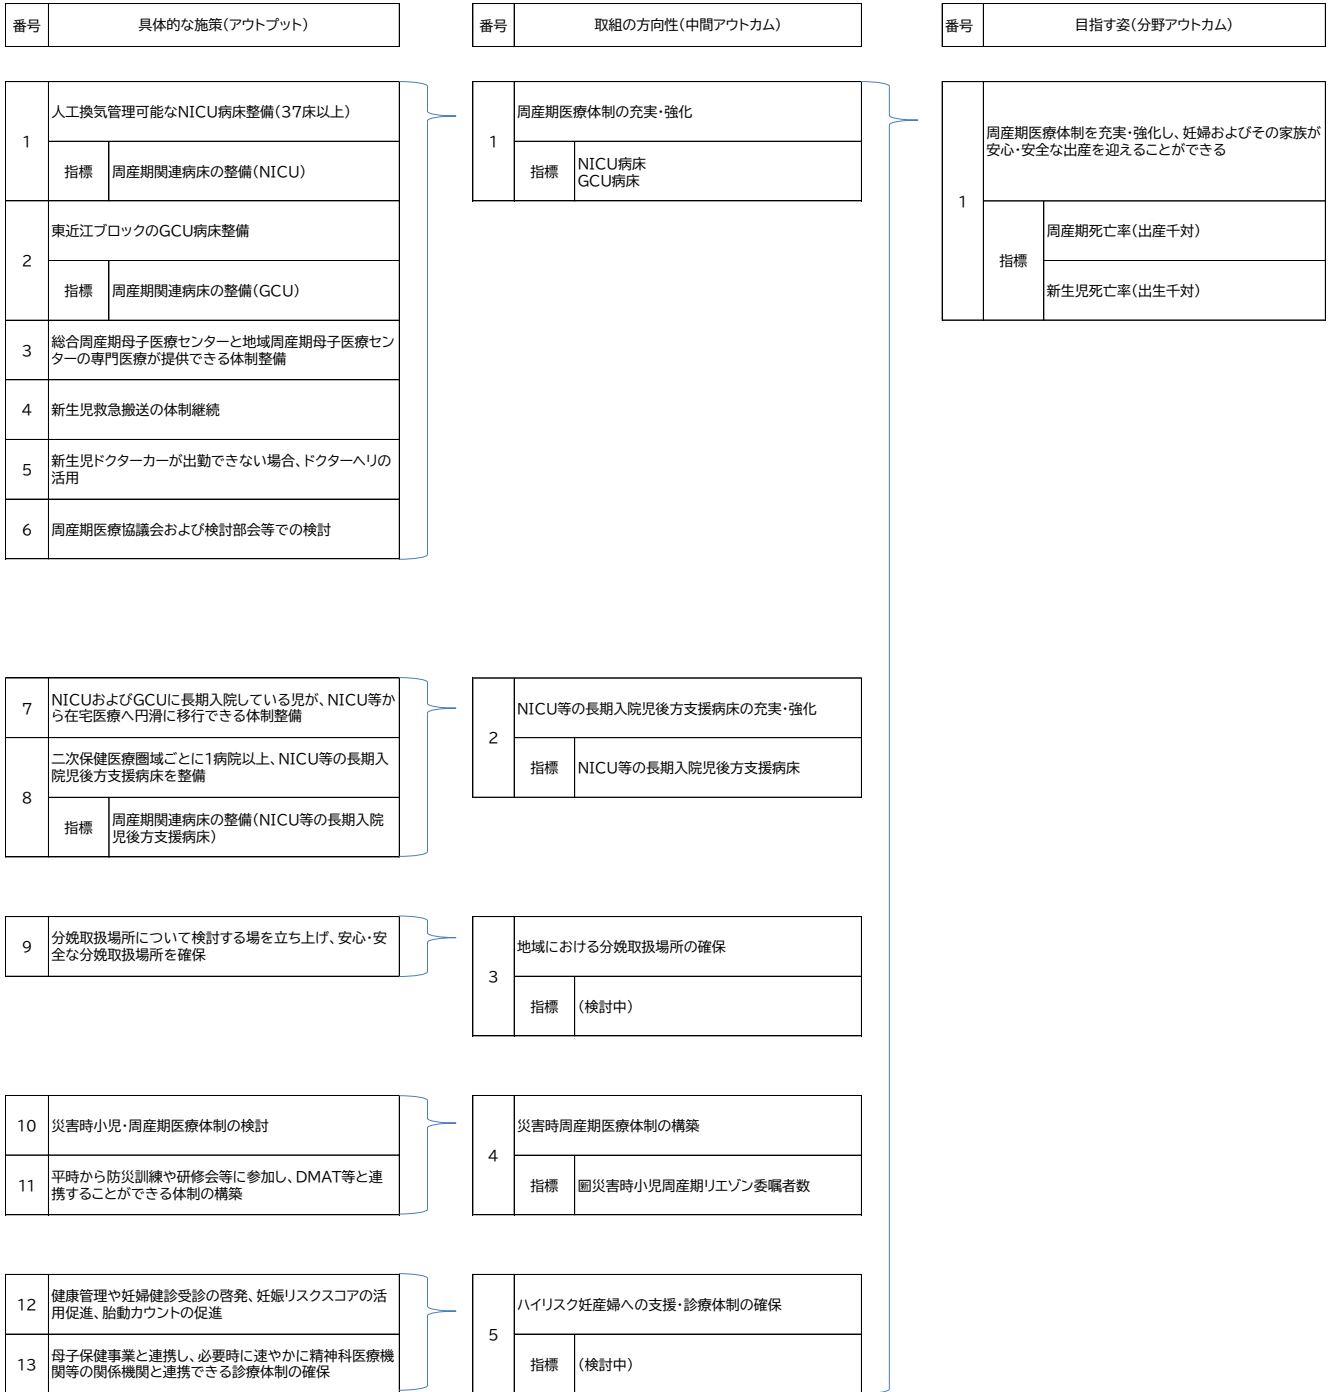 番号
具体的な施策(アウトプット)
番号
取組の方向性(中間アウトカム)
番号
目指す姿(分野アウトカム)
1
人工換気管理可能なNICU病床整備(37床以上)
指標
周産期関連病床の整備(NICU)
2
東近江ブロックのGCU病床整備
指標
周産期関連病床の整備(GCU)
3
総合周産期母子医療センターと地域周産期母子医療セン
ターの専門医療が提供できる体制整備
4
新生児救急搬送の体制継続
5
新生児ドクターカーが出動できない場合、ドクターヘリの
活用
6
周産期医療協議会および検討部会等での検討
1
周産期医療体制の充実・強化
指標
NICU病床
GCU病床
1
周産期医療体制を充実・強化し、妊婦およびその家族が
安心・安全な出産を迎えることができる
指標
周産期死亡率(出産千対)
新生児死亡率(出生千対)
7
NICUおよびGCUに長期入院している児が、NICU等か
ら在宅医療へ円滑に移行できる体制整備
8
二次保健医療圏域ごとに1病院以上、NICU等の長期入
院児後方支援病床を整備
指標
周産期関連病床の整備(NICU等の長期入院
児後方支援病床)
2
NICU等の長期入院児後方支援病床の充実・強化
指標
NICU等の長期入院児後方支援病床
9
分娩取扱場所について検討する場を立ち上げ、安心・安
全な分娩取扱場所を確保
3
地域における分娩取扱場所の確保
指標
(検討中)
10
災害時小児・周産期医療体制の検討
11
平時から防災訓練や研修会等に参加し、DMAT等と連
携することができる体制の構築
4
災害時周産期医療体制の構築
指標
災害時小児周産期リエゾン委嘱者数
12
健康管理や妊婦健診受診の啓発、妊娠リスクスコアの活
用促進、胎動カウントの促進
13
母子保健事業と連携し、必要時に速やかに精神科医療機
関等の関係機関と連携できる診療体制の確保
5
ハイリスク妊産婦への支援・診療体制の確保
指標
(検討中)